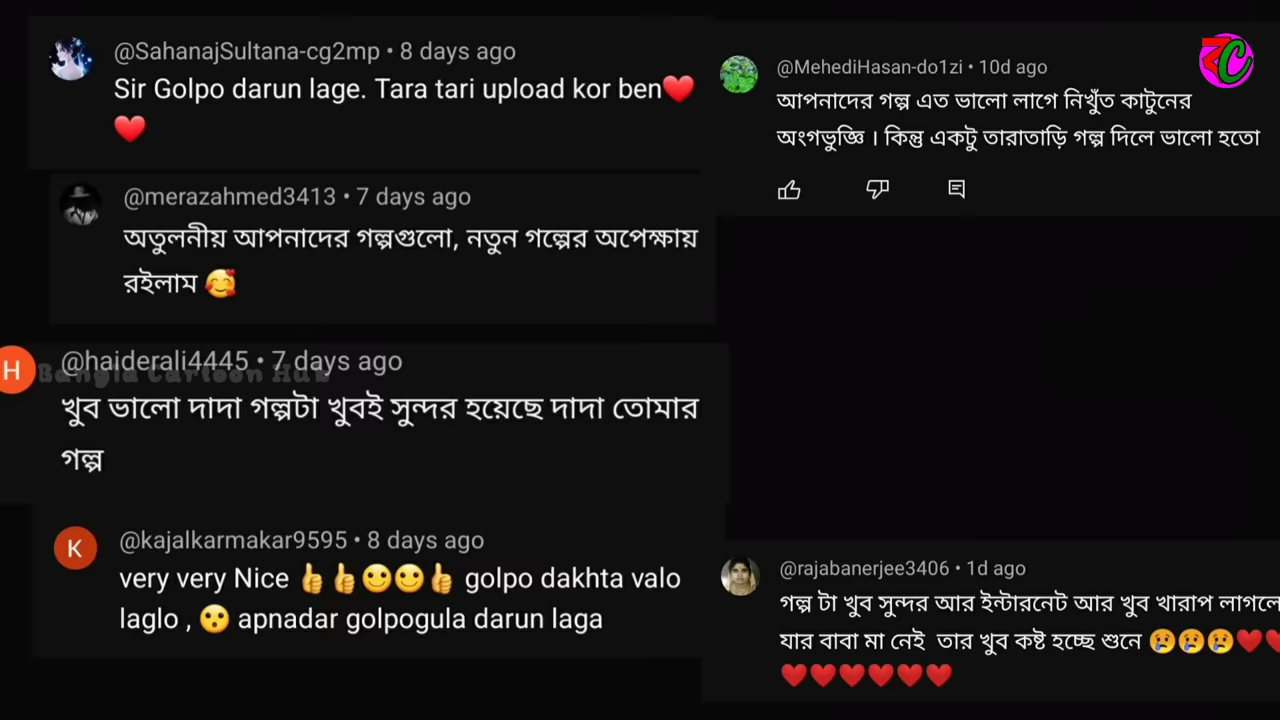 @SahanajSultana-cg2mp • 8 days ago
Sir Golpo darun lage. Tara tari upload kor ben❤️
❤️
@merazahmed3413 • 7 days ago
অতুলনীয় আপনাদের গল্পগুলো, নতুন গল্পের অপেক্ষায়
রইলাম 🥰
H
@haiderali4445 • 7 days ago
Bangla Cartoon Hub
খুব ভালো দাদা গল্পটা খুবই সুন্দর হয়েছে দাদা তোমার
গল্প
K
@kajalkarmakar9595 • 8 days ago
very very Nice 👍👍🙂🙂👍 golpo dakhta valo
laglo , 😮 apnadar golpogula darun laga
@MehediHasan-do1zi • 10d ago
আপনাদের গল্প এত ভালো লাগে নিখুঁত কাটুনের
অংগভুজ্ঞি । কিন্তু একটু তারাতাড়ি গল্প দিলে ভালো হতো
@rajabanerjee3406 • 1d ago
গল্প টা খুব সুন্দর আর ইন্টারনেট আর খুব খারাপ লাগলে
যার বাবা মা নেই তার খুব কষ্ট হচ্ছে শুনে 😢😢😢❤️❤️
❤️❤️❤️❤️❤️❤️